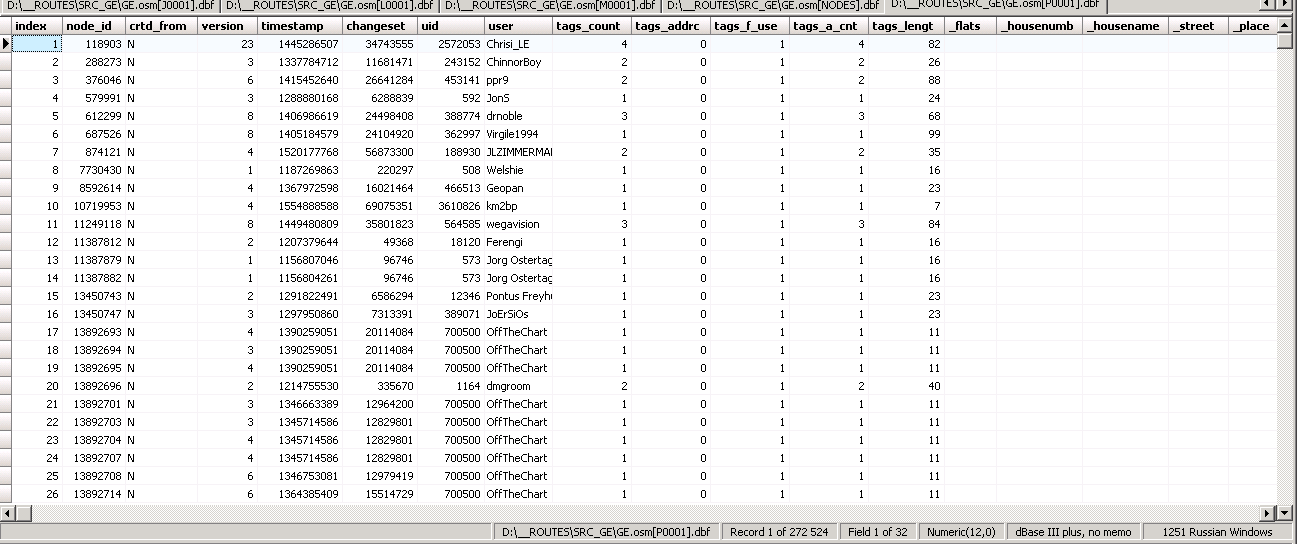 D:\__ROUTES\SRC_GE\GE.osm[J0001].dbf D:\__ROUTES\SRC_GE\GE.osm[L0001].dbf D:\__ROUTES\SRC_GE\GE.osm[M0001].dbf D:\__ROUTES\SRC_GE\GE.osm[NODES].dbf D:\__ROUTES\SRC_GE\GE.osm[P0001].dbf
index node_id crtd_from version timestamp changeset uid user tags_count tags_addrc tags_f_use tags_a_cnt tags_lengt _flats _housenumb _housename _street _place
1 118903 N 23 1445286507 34743555 2572053 Chrisi_LE 4 0 1 4 82
2 288273 N 3 1337784712 11681471 243152 ChinnorBoy 2 0 1 2 26
3 376046 N 6 1415452640 26641284 453141 ppr9 2 0 1 2 88
4 579991 N 3 1288880168 6288839 592 JonS 1 0 1 1 24
5 612299 N 8 1406986619 24498408 388774 drnoble 3 0 1 3 68
6 687526 N 8 1405184579 24104920 362997 Virgile1994 1 0 1 1 99
7 874121 N 4 1520177768 56873300 188930 JLZIMMERMA 2 0 1 2 35
8 7730430 N 1 1187269863 220297 508 Welshie 1 0 1 1 16
9 8592614 N 4 1367972598 16021464 466513 Geopan 1 0 1 1 23
10 10719953 N 4 1554888588 69075351 3610826 km2bp 1 0 1 1 7
11 11249118 N 8 1449480809 35801823 564585 wegavision 3 0 1 3 84
12 11387812 N 2 1207379644 49368 18120 Ferengi 1 0 1 1 16
13 11387879 N 1 1156807046 96746 573 Jorg Ostertag 1 0 1 1 16
14 11387882 N 1 1156804261 96746 573 Jorg Ostertag 1 0 1 1 16
15 13450743 N 2 1291822491 6586294 12346 Pontus Freyh 1 0 1 1 23
16 13450747 N 3 1297950860 7313391 389071 JoErSiOs 1 0 1 1 23
17 13892693 N 4 1390259051 20114084 700500 OffTheChart 1 0 1 1 11
18 13892694 N 3 1390259051 20114084 700500 OffTheChart 1 0 1 1 11
19 13892695 N 4 1390259051 20114084 700500 OffTheChart 1 0 1 1 11
20 13892696 N 2 1214755530 335670 1164 dmgroom 2 0 1 2 40
21 13892701 N 3 1346663389 12964200 700500 OffTheChart 1 0 1 1 11
22 13892703 N 3 1345714586 12829801 700500 OffTheChart 1 0 1 1 11
23 13892704 N 4 1345714586 12829801 700500 OffTheChart 1 0 1 1 11
24 13892707 N 4 1345714586 12829801 700500 OffTheChart 1 0 1 1 11
25 13892708 N 6 1346753081 12979419 700500 OffTheChart 1 0 1 1 11
26 13892714 N 6 1364385409 15514729 700500 OffTheChart 1 0 1 1 11
D:\__ROUTES\SRC_GE\GE.osm[P0001].dbf Record 1 of 272 524 Field 1 of 32 Numeric(12,0) dBase III plus, no memo 1251 Russian Windows